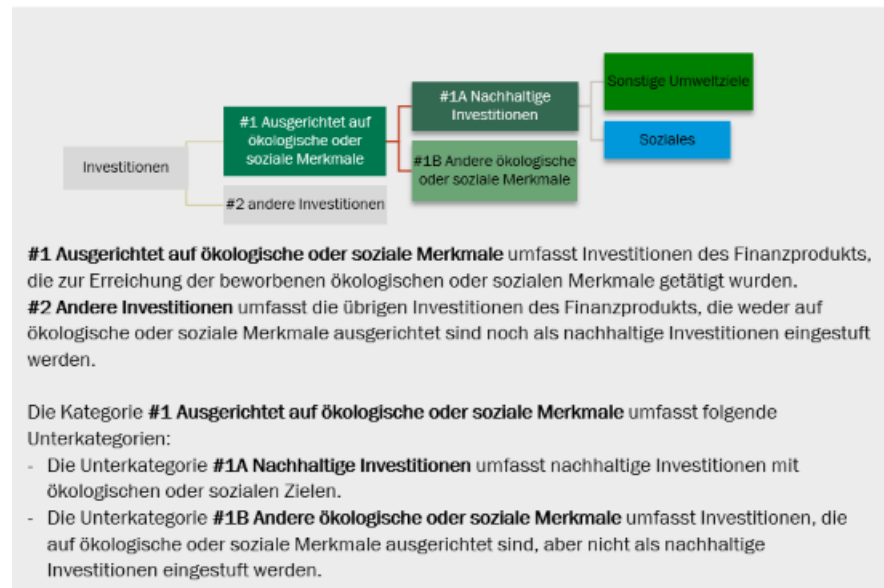 Sonstige Umweltziele
#1A Nachhaltige
Investitionen
#1 Ausgerichtet auf
ökologische oder
soziale Merkmale
Soziales
Investitionen
#1B Andere ökologische
oder soziale Merkmale
#2 andere Investitionen
#1 Ausgerichtet auf ökologische oder soziale Merkmale umfasst Investitionen des Finanzprodukts,
die zur Erreichung der beworbenen ökologischen oder sozialen Merkmale getätigt wurden.
#2 Andere Investitionen umfasst die übrigen Investitionen des Finanzprodukts, die weder auf
ökologische oder soziale Merkmale ausgerichtet sind noch als nachhaltige Investitionen eingestuft
werden.
Die Kategorie #1 Ausgerichtet auf ökologische oder soziale Merkmale umfasst folgende
Unterkategorien:
- Die Unterkategorie #1A Nachhaltige Investitionen umfasst nachhaltige Investitionen mit
ökologischen oder sozialen Zielen.
- Die Unterkategorie #1B Andere ökologische oder soziale Merkmale umfasst Investitionen, die
auf ökologische oder soziale Merkmale ausgerichtet sind, aber nicht als nachhaltige
Investitionen eingestuft werden.